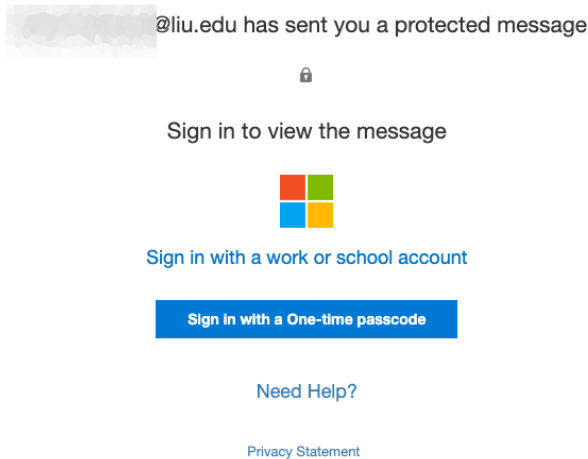 @liu.edu has sent you a protected message
Sign in to view the message
Sign in with a work or school account
Sign in with a One-time passcode
Need Help?
Privacy Statement